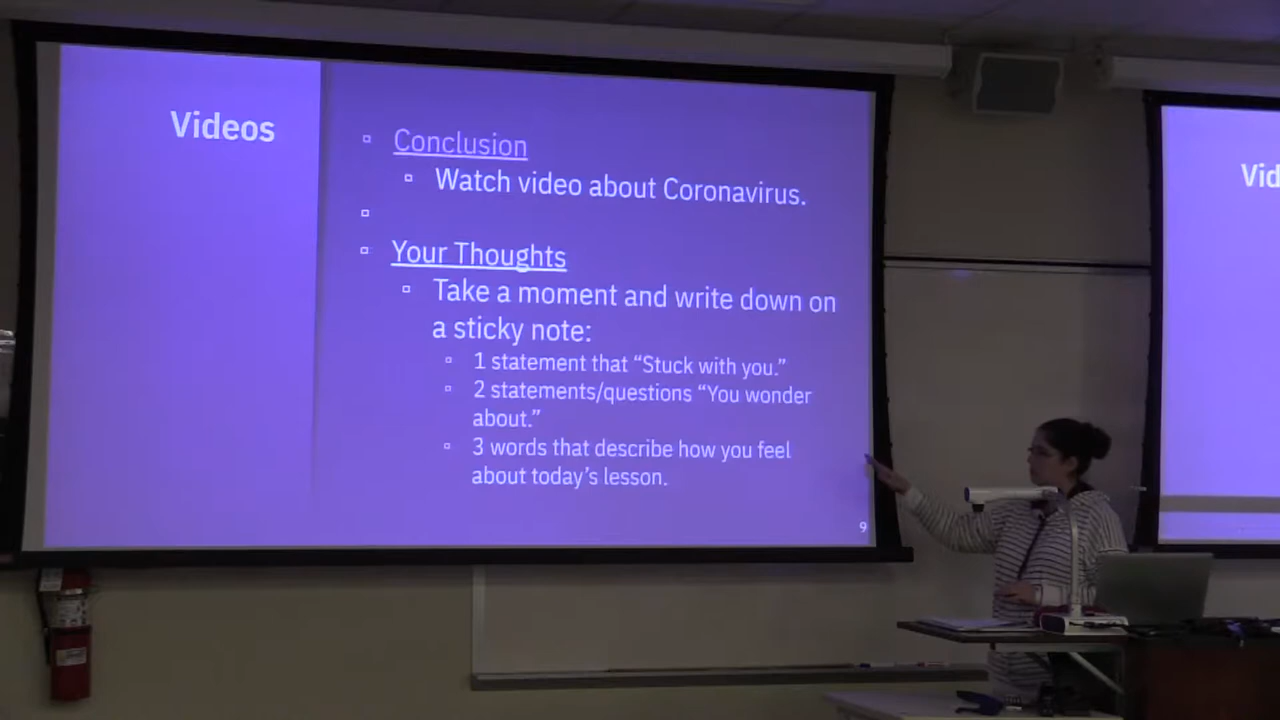 Videos
Conclusion
Watch video about Coronavirus.
Your Thoughts
Take a moment and write down on
a sticky note:
1 statement that “Stuck with you.”
2 statements/questions “You wonder
about.”
3 words that describe how you feel
about today’s lesson.
9
Vid